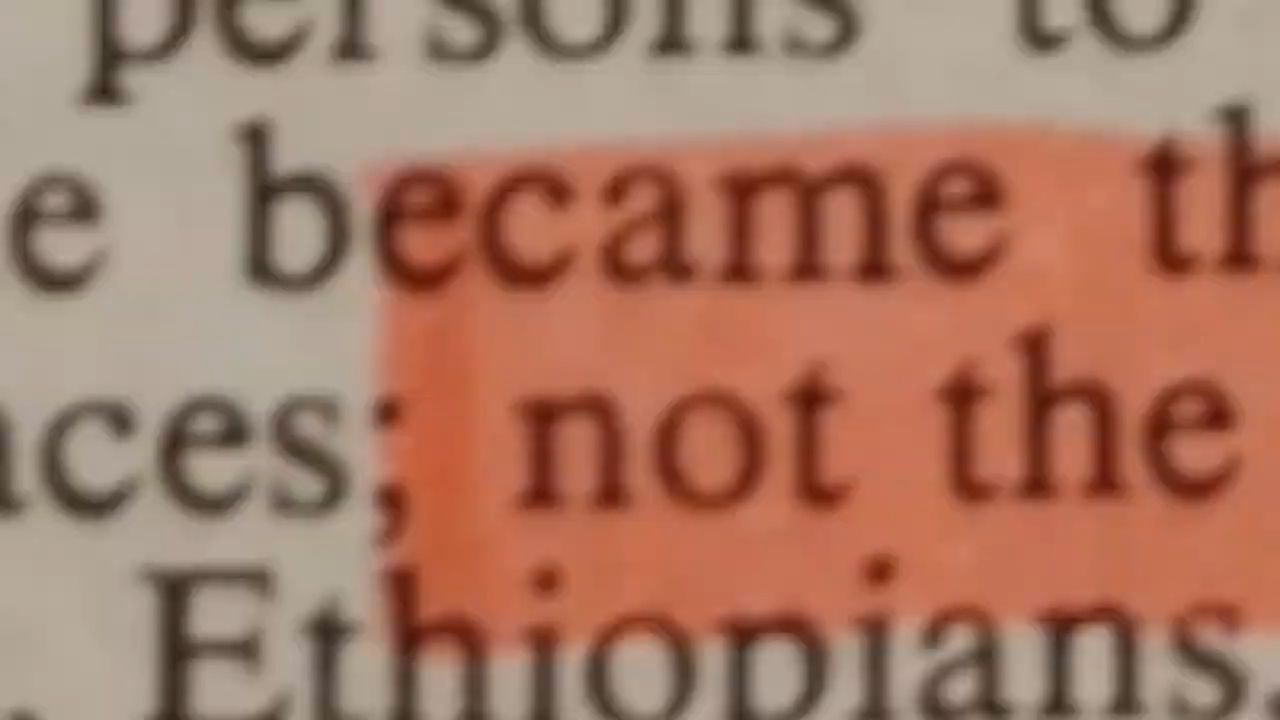 persons to
e became th
aces; not the
. Ethiopians.